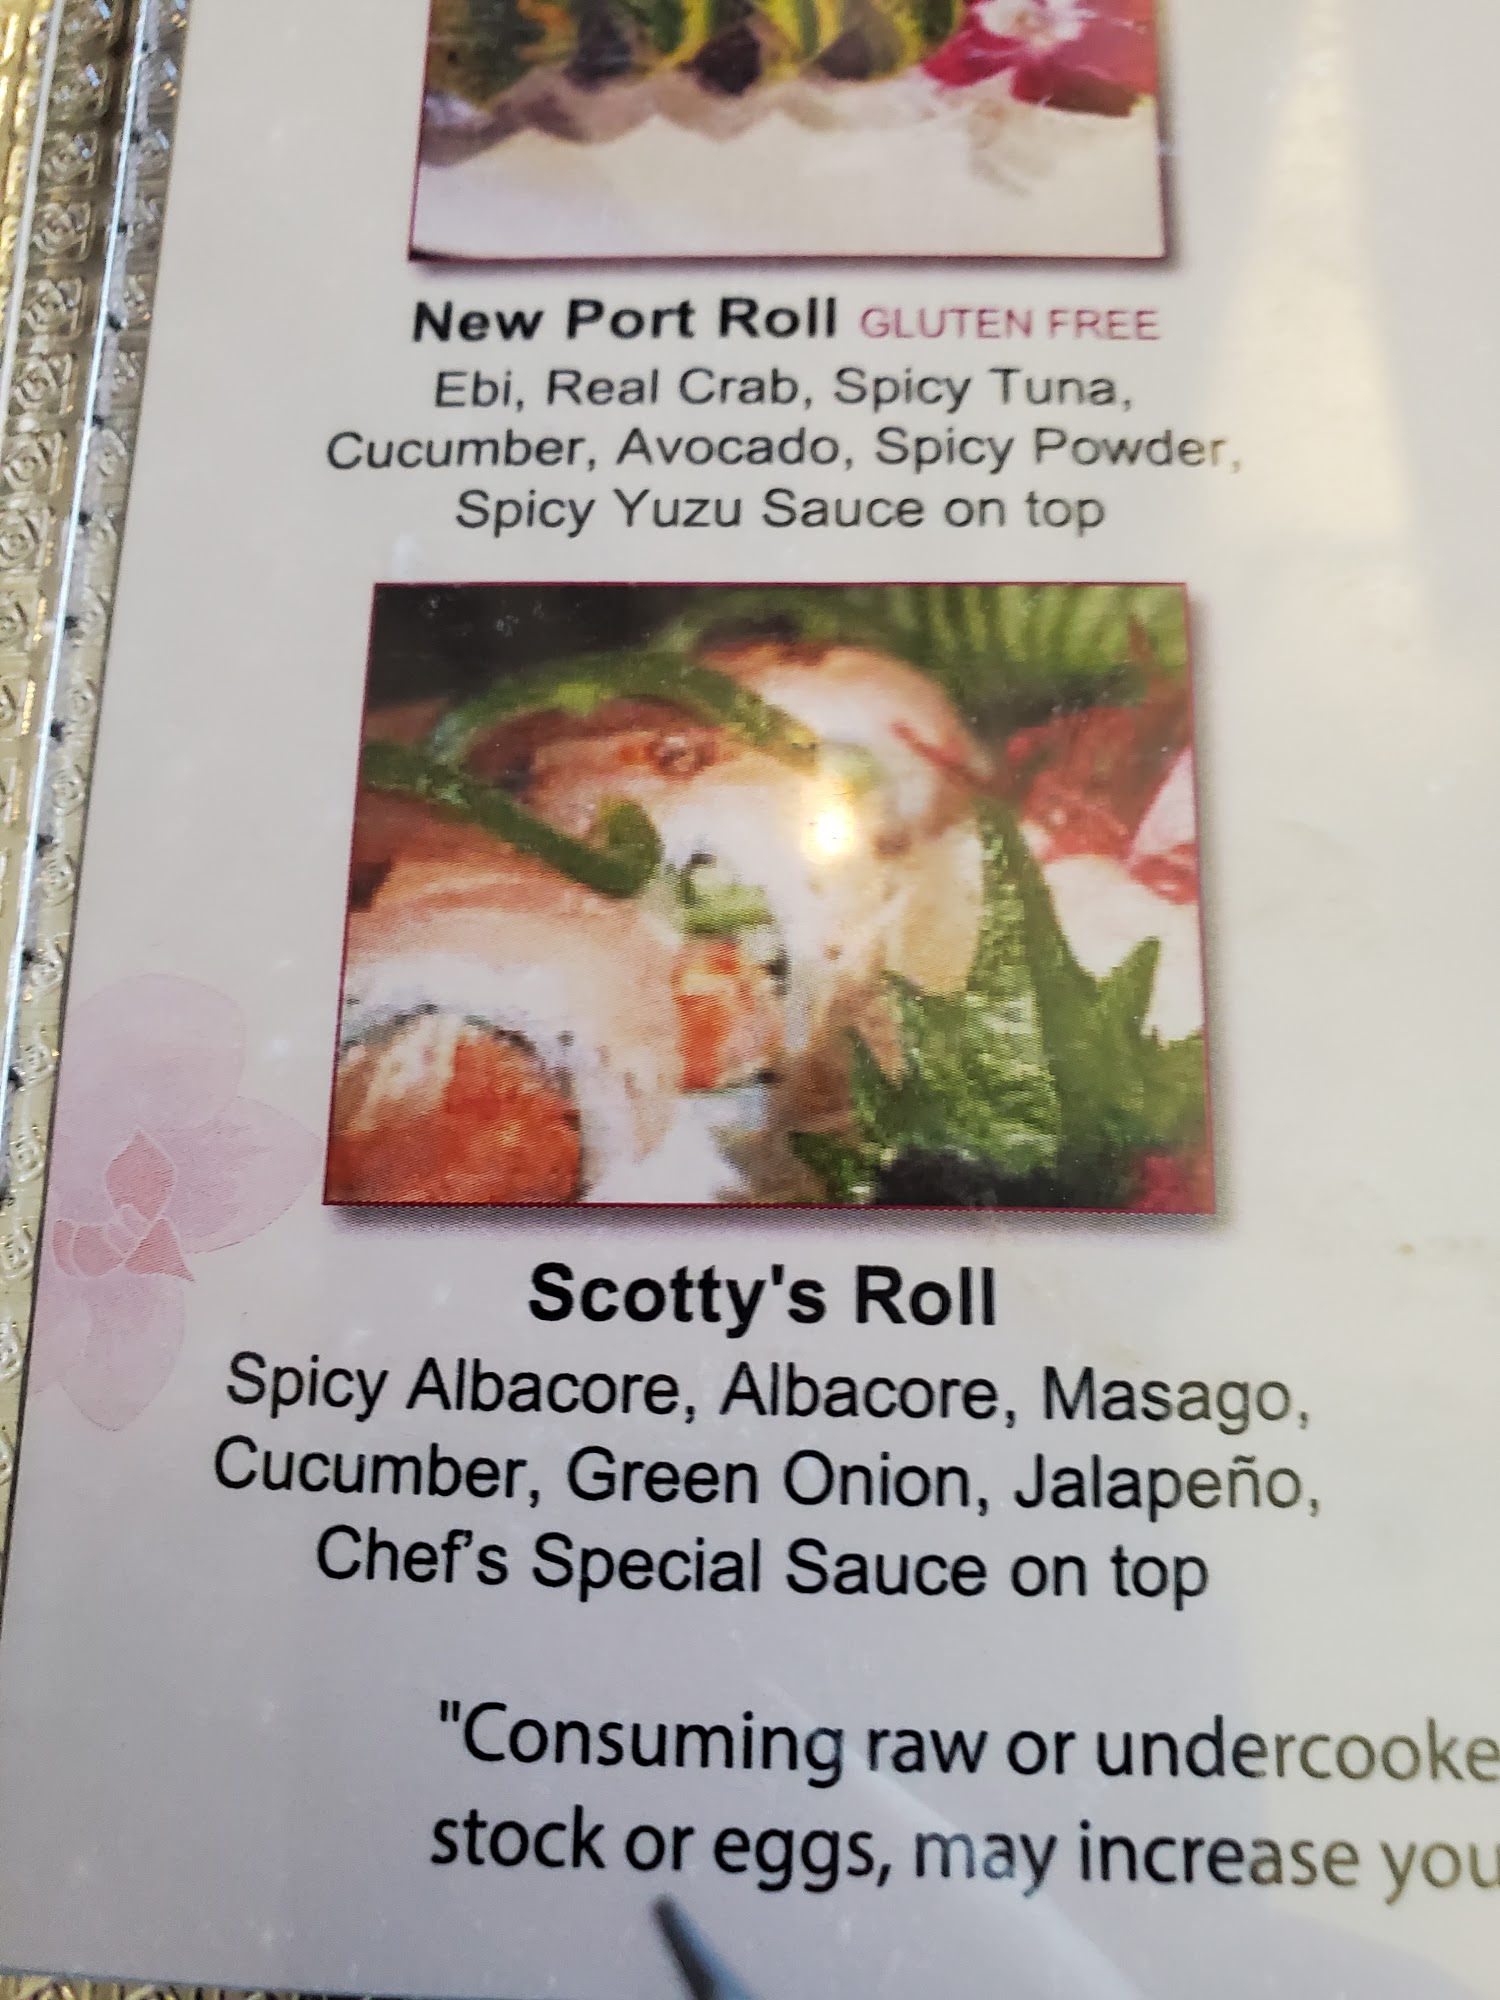 New Port Roll GLUTEN FREE
Ebi, Real Crab, Spicy Tuna,
Cucumber, Avocado, Spicy Powder,
Spicy Yuzu Sauce on top
Scotty's Roll
Spicy Albacore, Albacore, Masago,
Cucumber, Green Onion, Jalapeño,
Chef's Special Sauce on top
"Consuming raw or undercooke
stock or eggs, may increase you